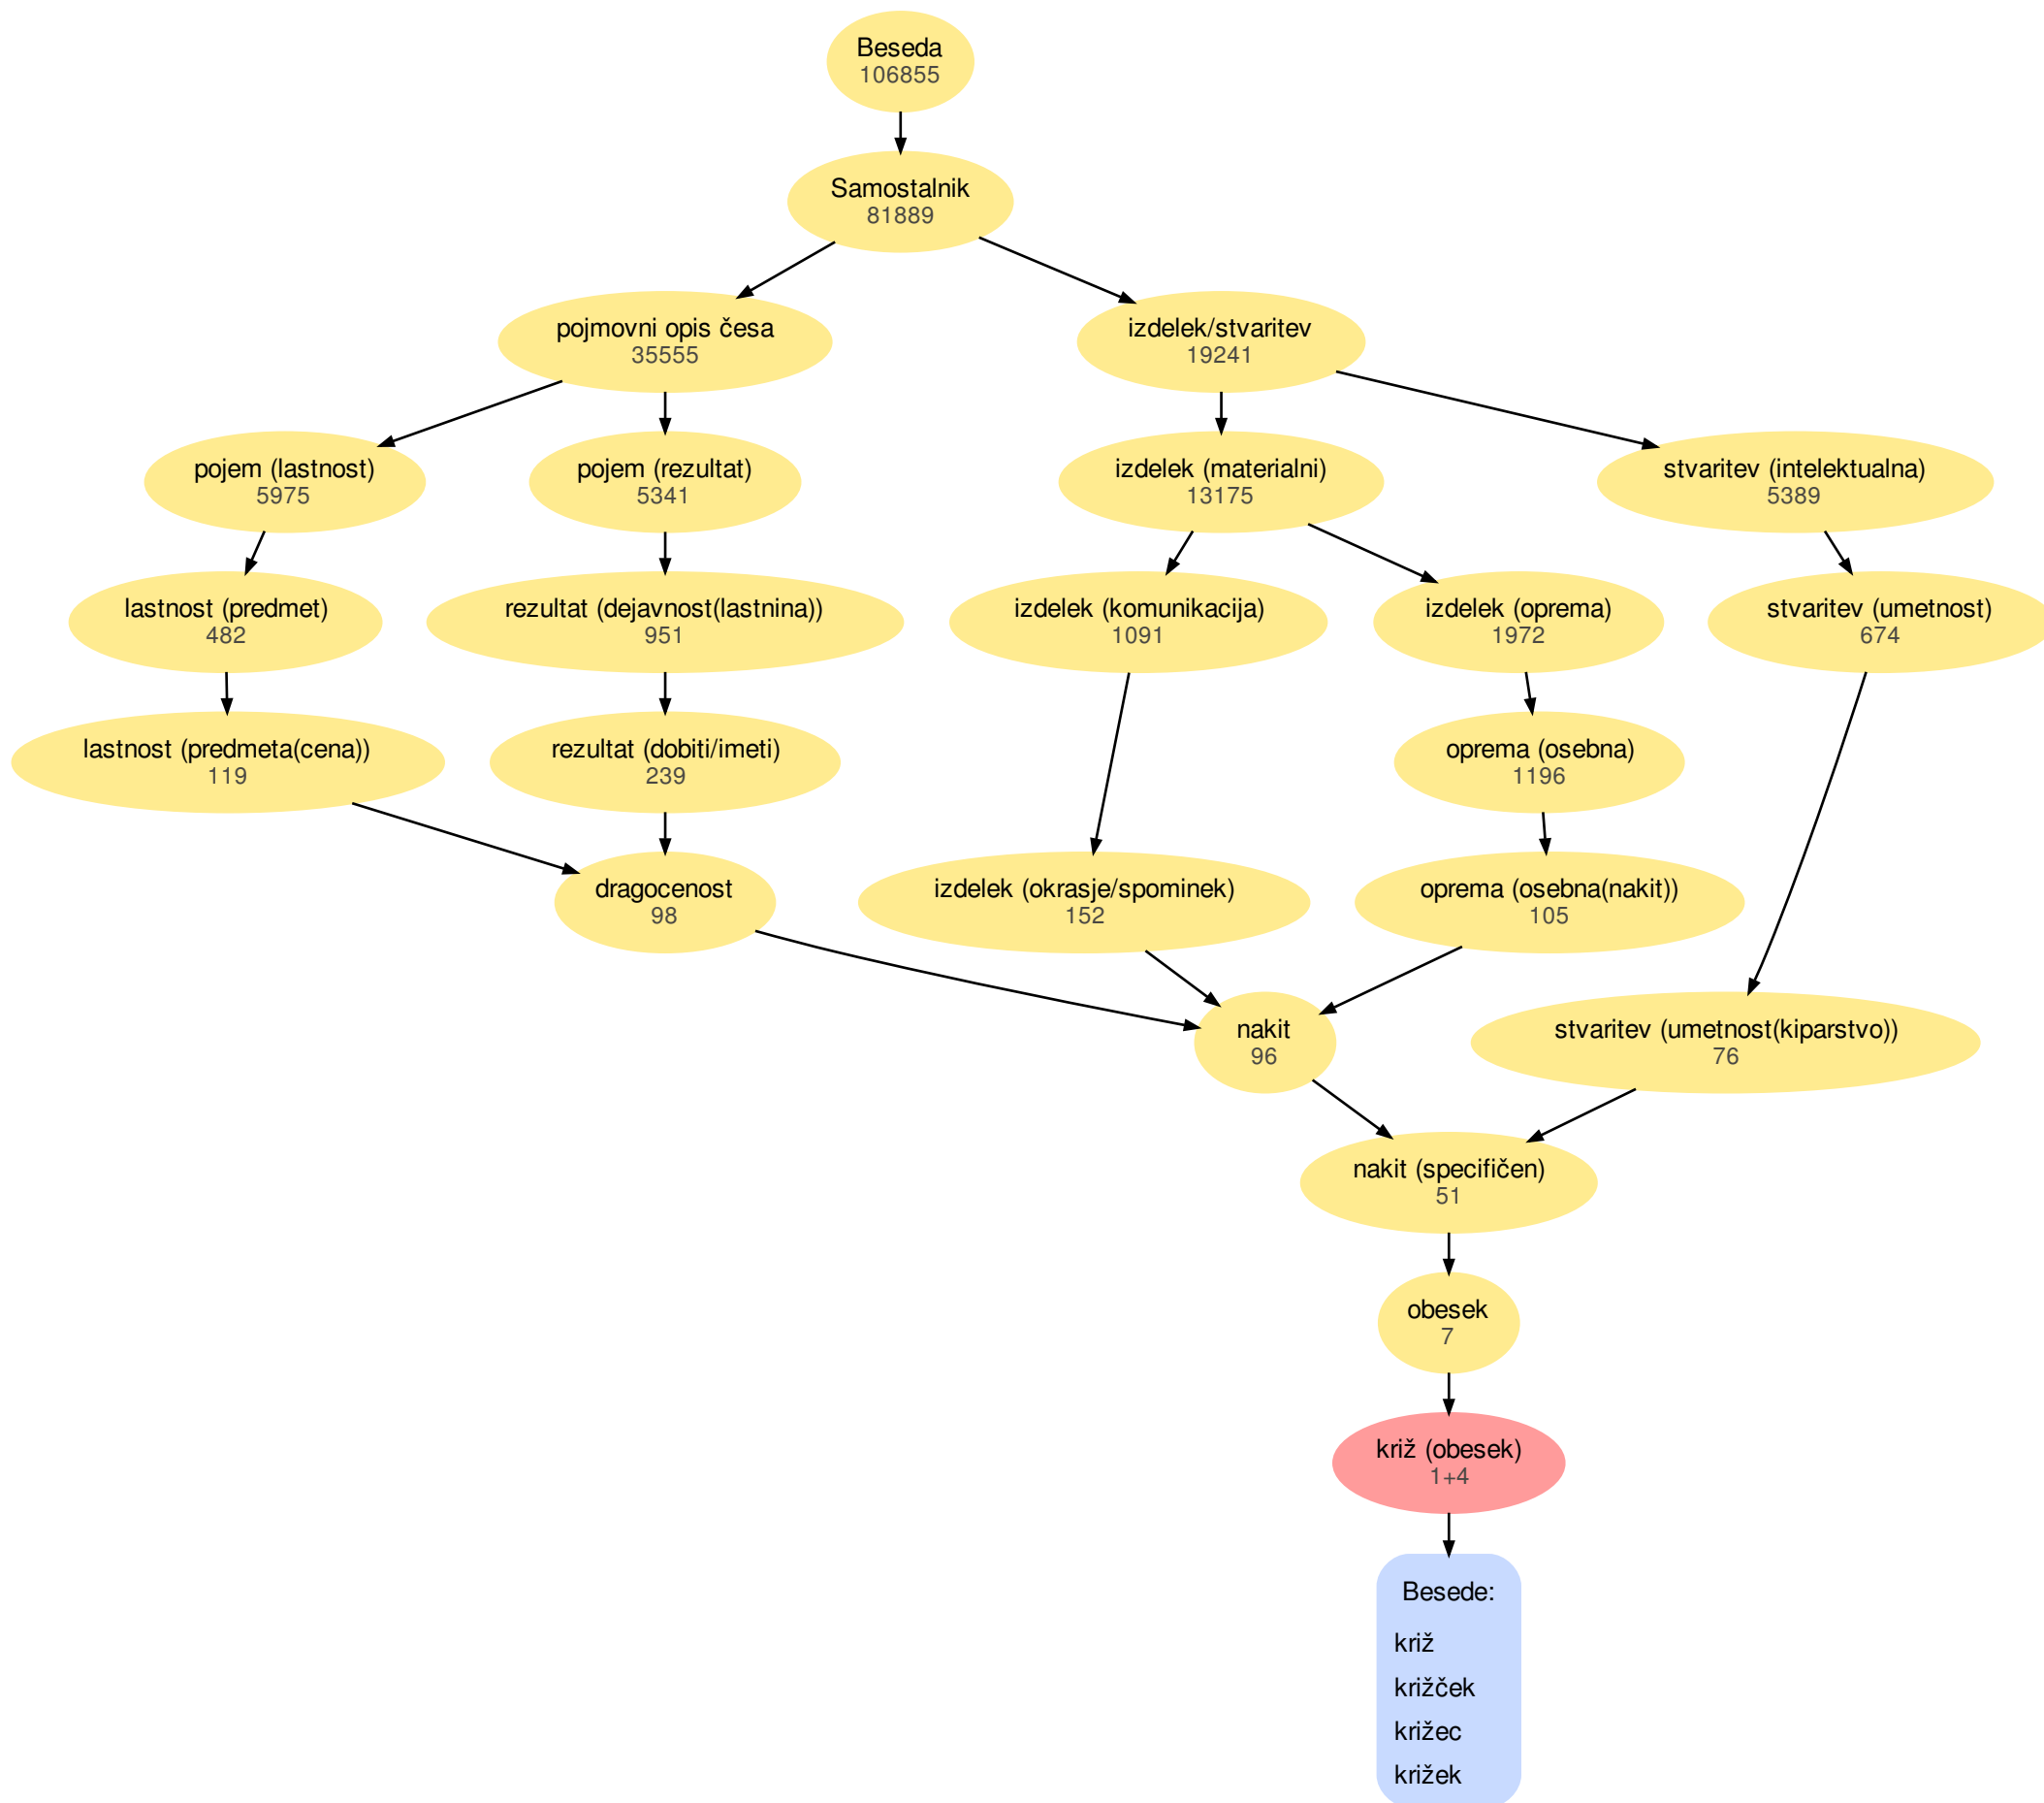 Beseda
106855
Samostalnik
81889
pojmovni opis česa
35555
izdelek/stvaritev
19241
pojem (lastnost)
5975
pojem (rezultat)
5341
izdelek (materialni)
13175
stvaritev (intelektualna)
5389
lastnost (predmet)
482
rezultat (dejavnost(lastnina))
951
izdelek (komunikacija)
1091
izdelek (oprema)
1972
stvaritev (umetnost)
674
lastnost (predmeta(cena))
119
rezultat (dobiti/imeti)
239
oprema (osebna)
1196
dragocenost
98
izdelek (okrasje/spominek)
152
oprema (osebna(nakit))
105
nakit
96
stvaritev (umetnost(kiparstvo))
76
nakit (specifičen)
51
obesek
7
križ (obesek)
1+4
Besede:
križ
križček
križec
križek